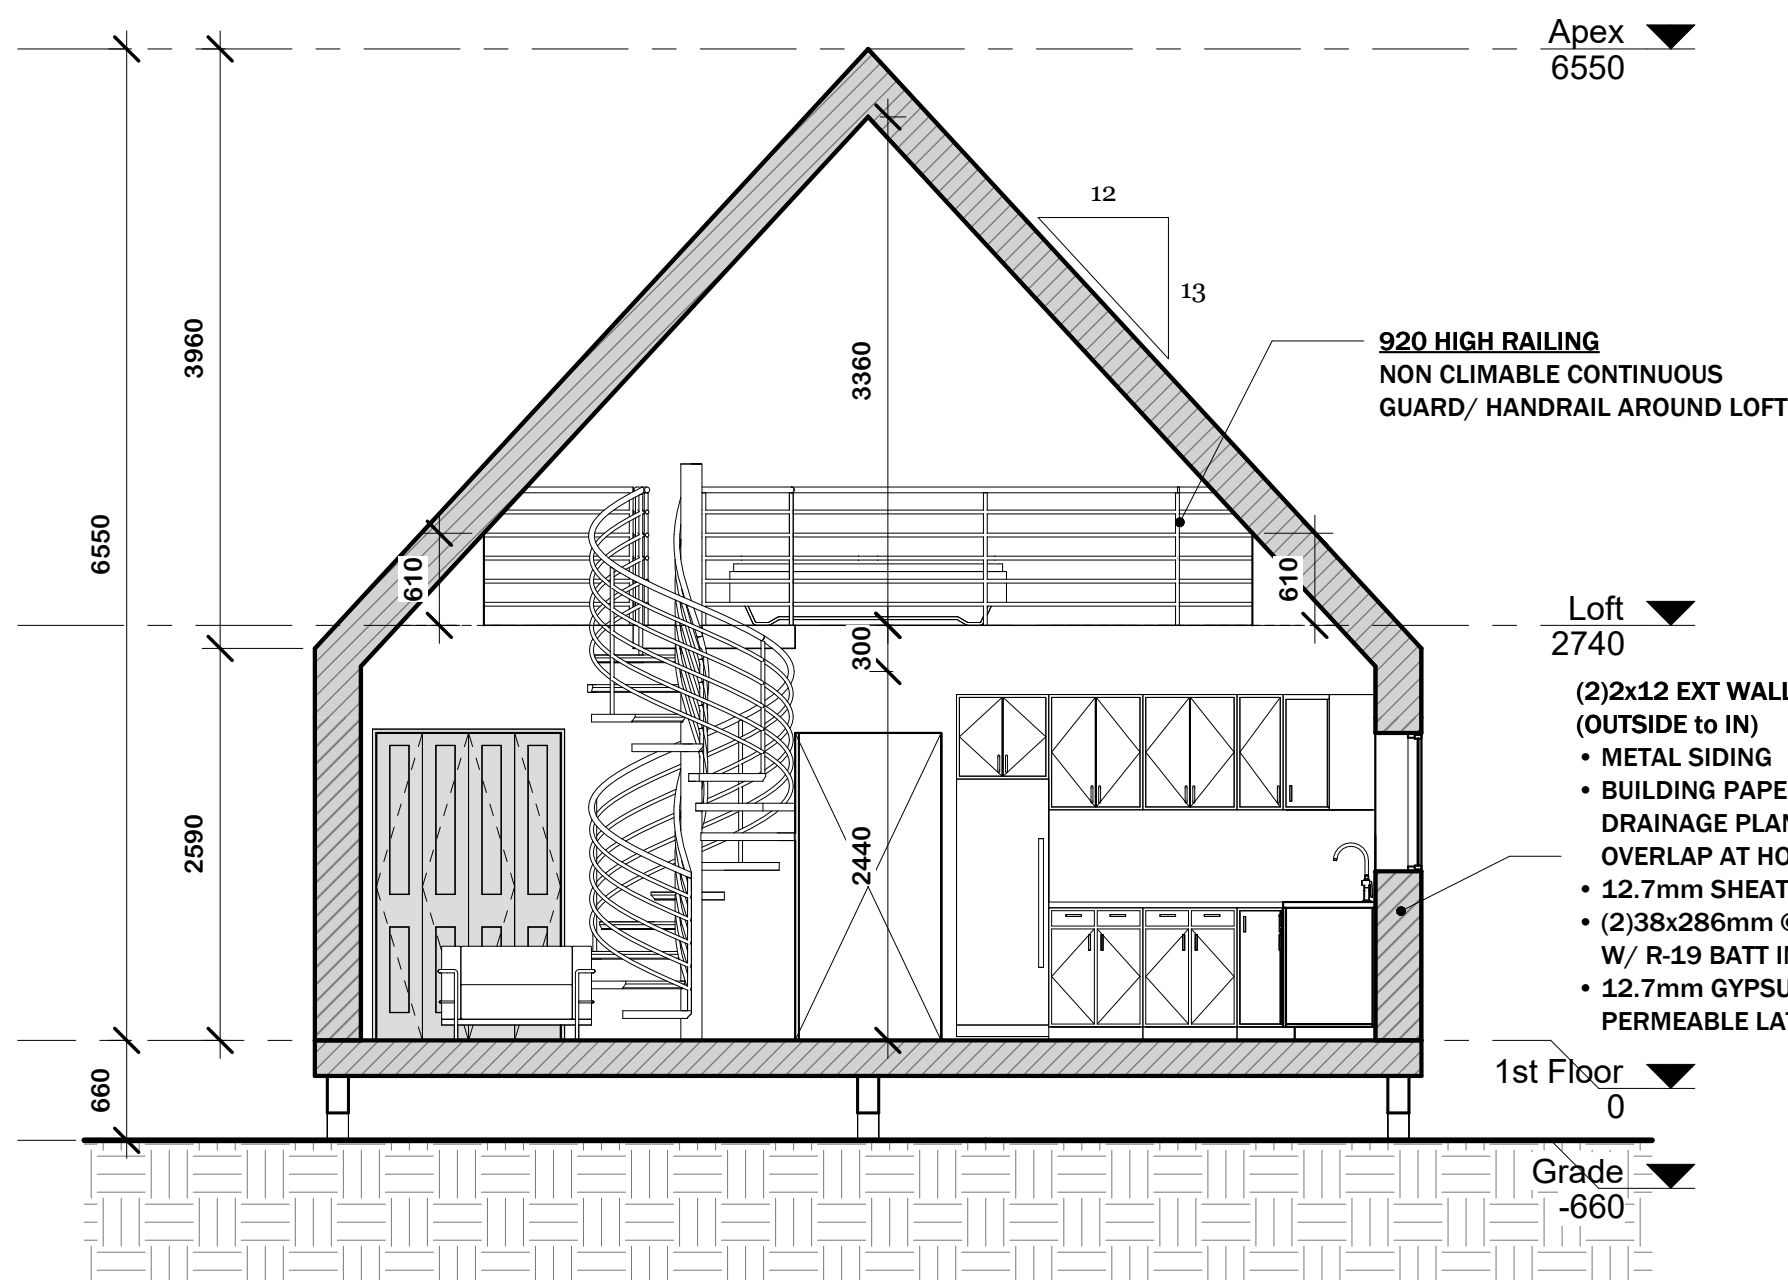 Apex
6550
12
13
3960
3360
920 HIGH RAILING
NON CLIMABLE CONTINUOUS
GUARD/ HANDRAIL AROUND LOFT
6550
610
610
Loft
2740
300
(2)2x12 EXT WALL
(OUTSIDE to IN)
• METAL SIDING
• BUILDING PAPE
DRAINAGE PLAN
OVERLAP AT HO
• 12.7mm SHEAT
• (2)38x286mm
W/ R-19 BATT IN
• 12.7mm GYPSU
PERMEABLE LAT
2590
2440
660
1st Floor
0
Grade
-660